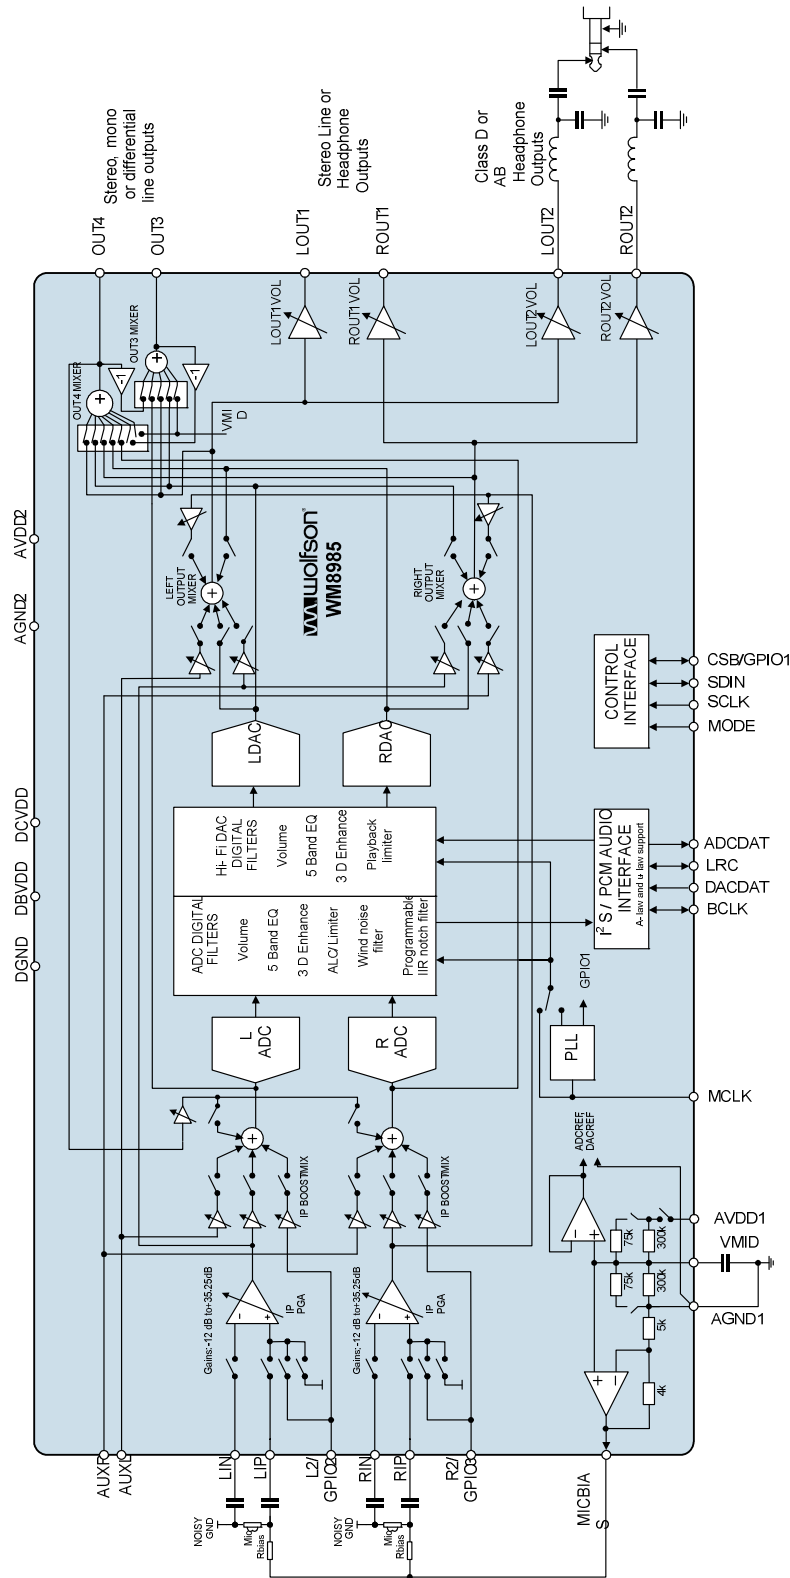 Stereo, mono
or differential
line outputs
Stereo Line or
Headphone
Outputs
Class D or
AB
Headphone
Outputs
OUT4
OUT3
LOUT1
ROUT1
LOUT2
ROUT2
LOUT1VOL
ROUT1VOL
LOUT2VOL
ROUT2VOL
OUT4 MIXER
OUT3 MIXER
+
+
-1
-1
VMI
D
AVDD2
AGND2
LEFT
OUTPUT
MIXER
+
wolfson®
WM8985
RIGHT
OUTPUT
MIXER
+
CONTROL
INTERFACE
CSB/GPIO1
SDIN
SCLK
MODE
LDAC
RDAC
DCVDD
DBVDD
DGND
Hi- Fi DAC
DIGITAL
FILTERS
Volume
5 Band EQ
3 D Enhance
Playback
limiter
ADC DIGITAL
FILTERS
Volume
5 Band EQ
3 D Enhance
ALC/ Limiter
Wind noise
filter
Programmable
IIR notch filter
I2 S / PCM AUDIO
INTERFACE
A- law and u- law support
ADCDAT
LRC
DACDAT
BCLK
L
ADC
R
ADC
GPIO1
PLL
MCLK
+
+
IP BOOSTMIX
IP BOOSTMIX
ADCREF
DACREF
-
+
75k
300k
75k
300k
5k
4k
AVDD1
VMID
AGND1
Gains;-12 dB to+35.25dB
-
+
IP
PGA
Gains;-12 dB to+35.25dB
-
+
IP
PGA
+
-
AUXR
AUXL
LIN
LIP
L2/
GPIO2
RIN
RIP
R2/
GPIO3
MICBIA
S
NOISY
GND
Mic
Rbias
NOISY
GND
Mic
Rbias